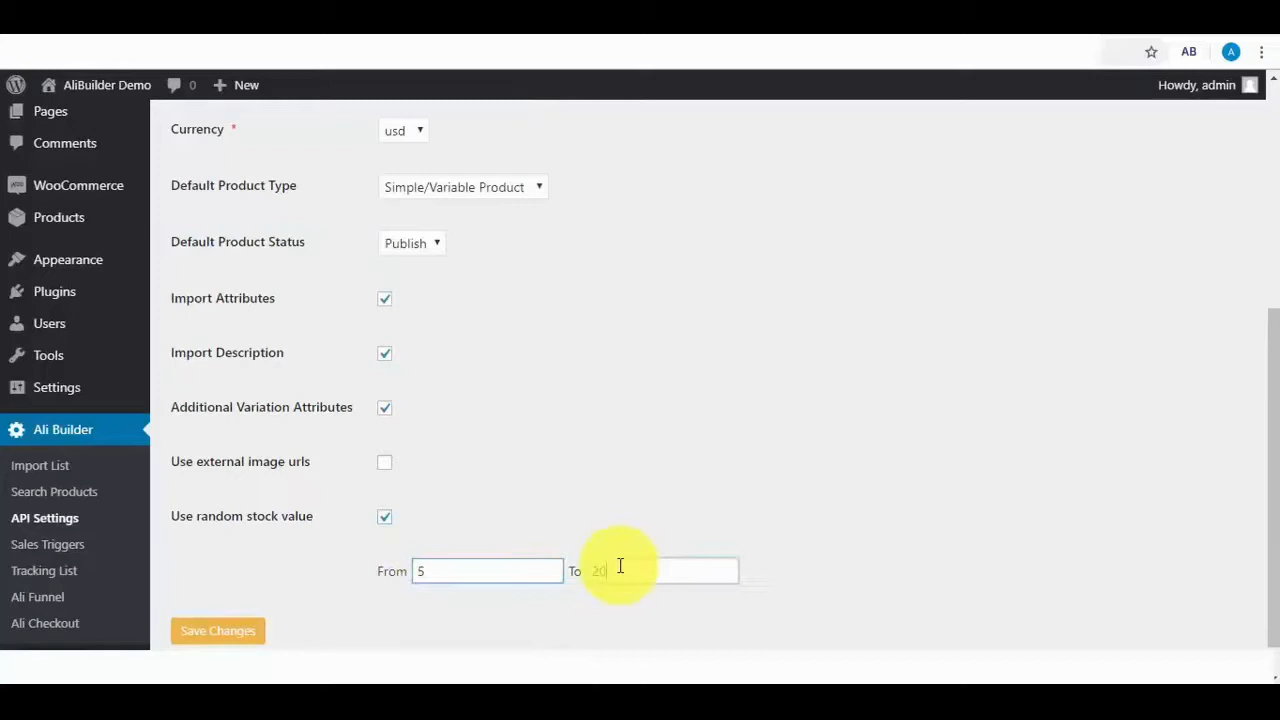 AB
A
AliBuilder Demo
0
New
Howdy, admin
Pages
Comments
WooCommerce
Products
Appearance
Plugins
Users
Tools
Settings
Ali Builder
Import List
Search Products
API Settings
Sales Triggers
Tracking List
Ali Funnel
Ali Checkout
Currency *
usd
Default Product Type
Simple/Variable Product
Default Product Status
Publish
Import Attributes
Import Description
Additional Variation Attributes
Use external image urls
Use random stock value
From 5 To 20
Save Changes